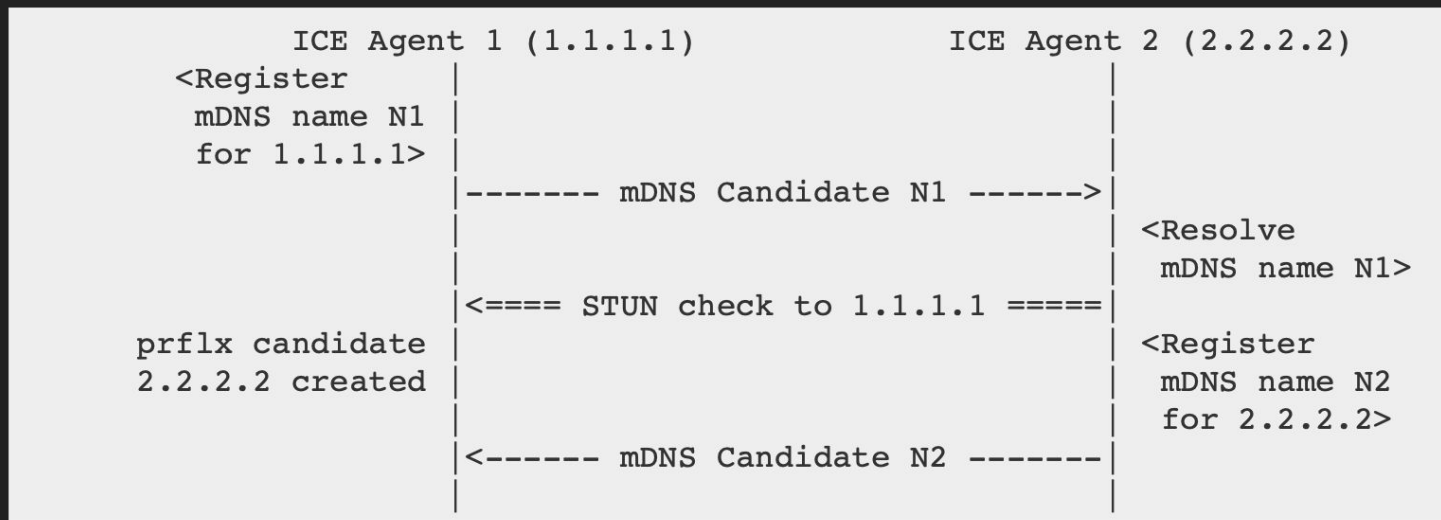 ICE Agent 1 (1.1.1.1) ICE Agent 2 (2.2.2.2)
<Register
mDNS name N1
for 1.1.1.1>
------- mDNS Candidate N1 ------>
<Resolve
mDNS name N1>
<==== STUN check to 1.1.1.1 =====
prflx candidate <Register
2.2.2.2 created mDNS name N2
for 2.2.2.2>
<------ mDNS Candidate N2 -------